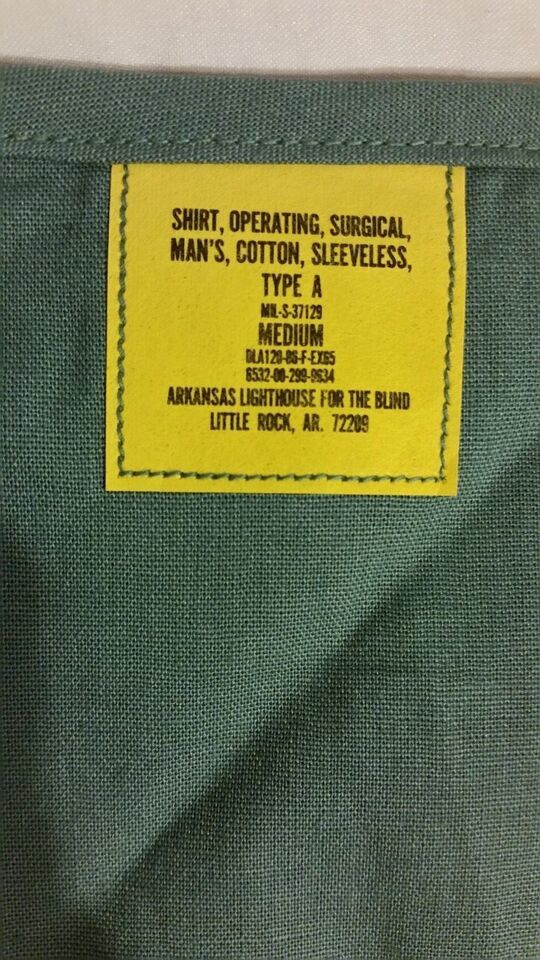 SHIRT, OPERATING, SURGICAL,
MAN'S, COTTON, SLEEVELESS,
TYPE A
MIL-S-37129
MEDIUM
DLA120-86-F-EX65
6532-00-299-9634
ARKANSAS LIGHTHOUSE FOR THE BLIND
LITTLE ROCK, AR. 72209